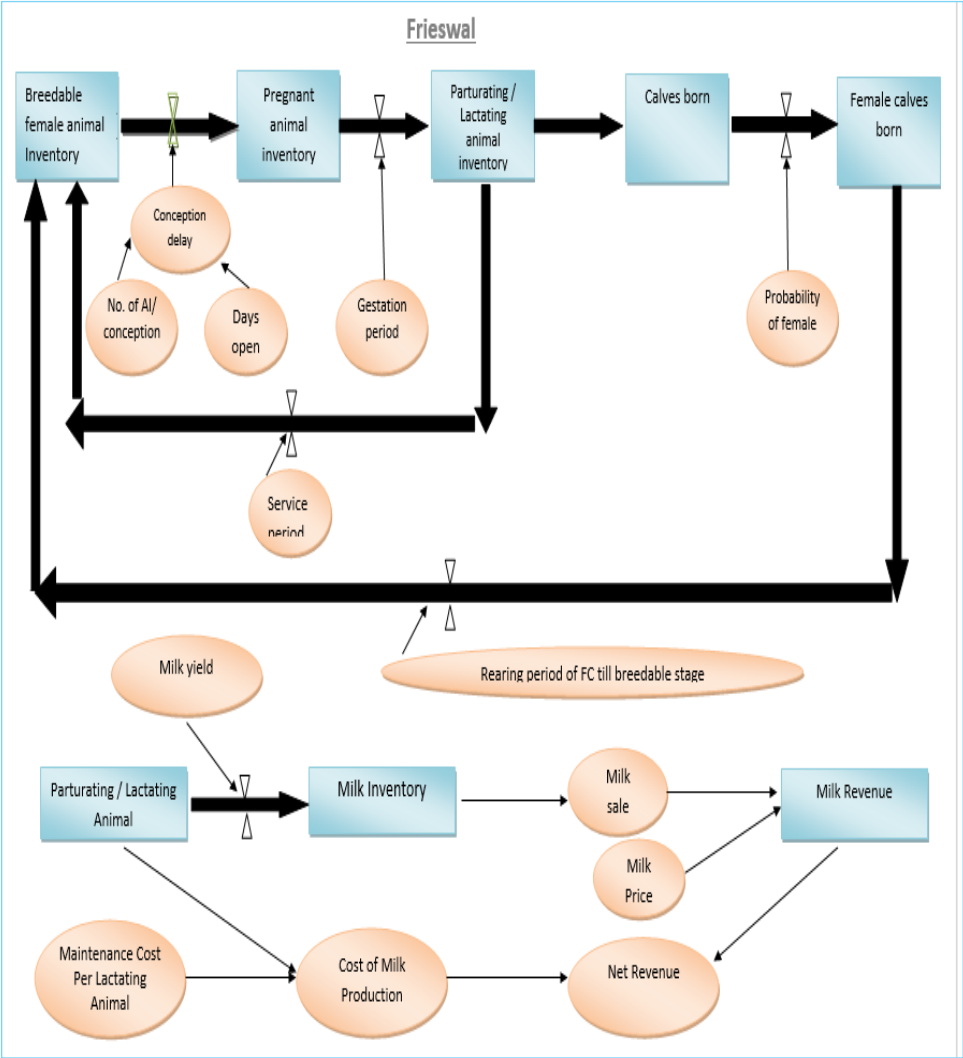 Frieswal
Breedable
female animal
Inventory
Pregnant
animal
inventory
Parturating /
Lactating
animal
inventory
Calves born
Female calves
born
Conception
delay
No. of AI/
conception
Days
open
Gestation
period
Probability
of female
Service
period
Rearing period of FC till breedable stage
Milk yield
Parturating / Lactating
Animal
Milk Inventory
Milk
sale
Milk Revenue
Milk
Price
Maintenance Cost
Per Lactating
Animal
Cost of Milk
Production
Net Revenue